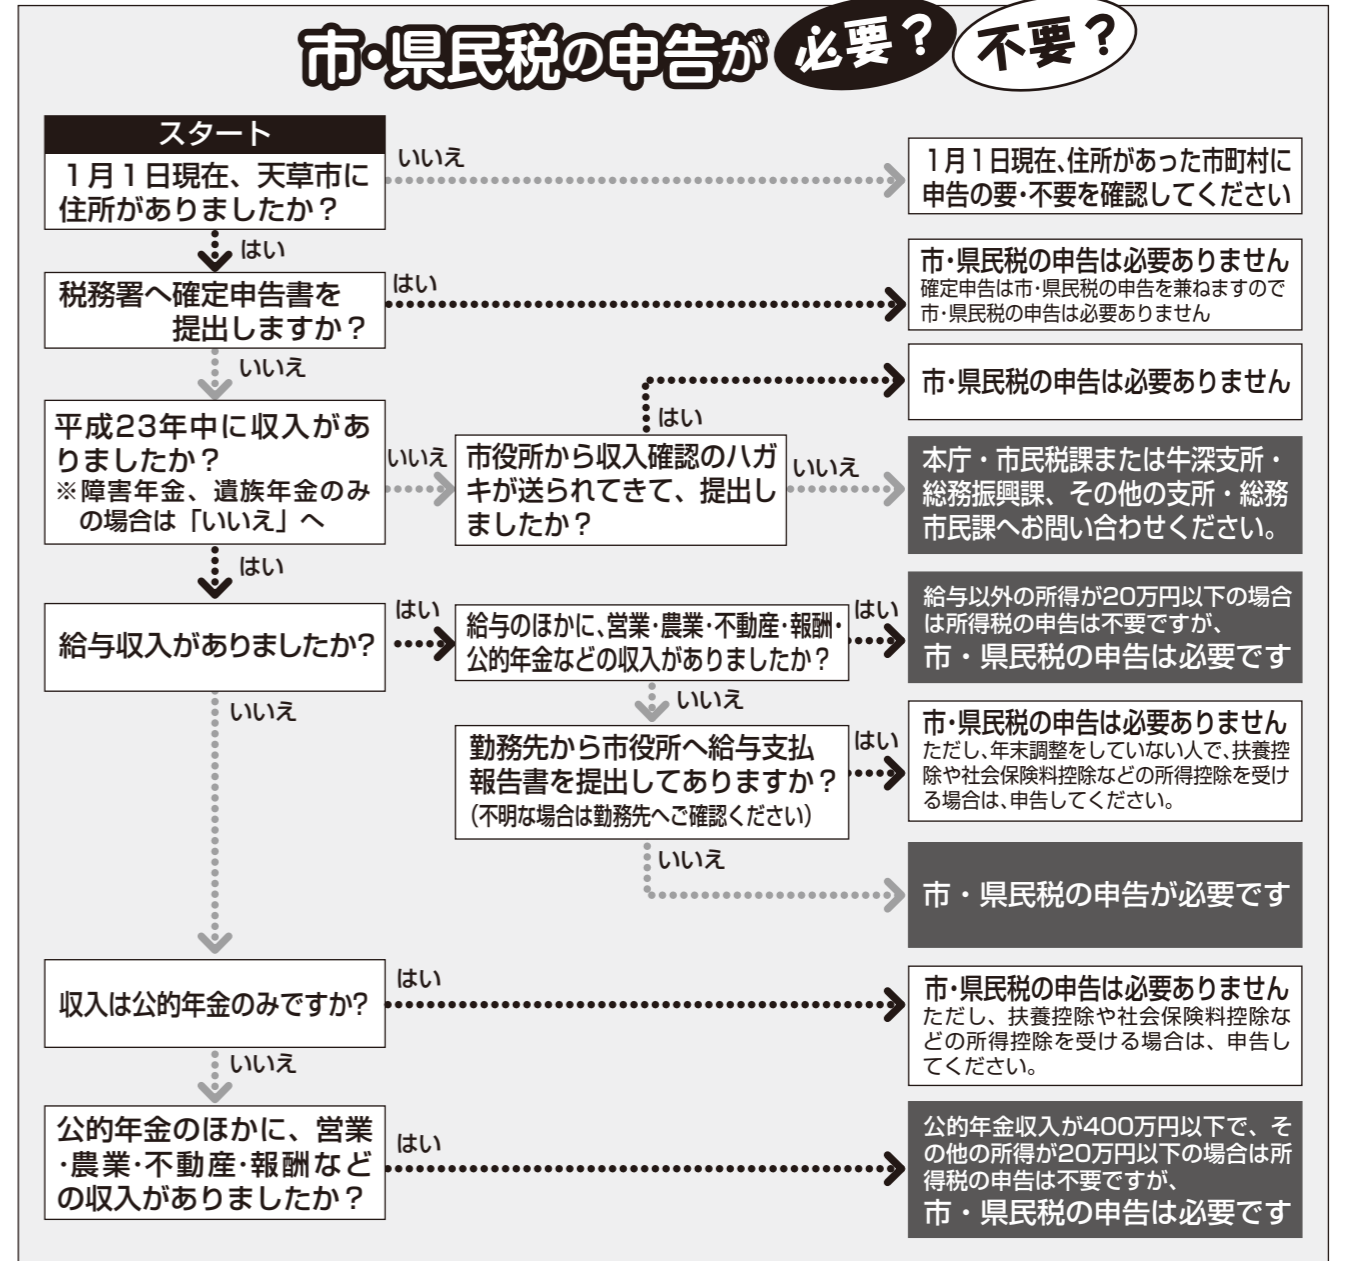 市・県民税の申告が必要？不要？
スタート
１月１日現在、天草市に
住所がありましたか？
いいえ
１月１日現在、住所があった市町村に
申告の要・不要を確認してください
はい
税務署へ確定申告書を
提出しますか？
はい
市・県民税の申告は必要ありません
確定申告は市・県民税の申告を兼ねますので
市・県民税の申告は必要ありません
いいえ
平成23年中に収入があ
りましたか？
※障害年金、遺族年金のみ
の場合は「いいえ」へ
いいえ
市役所から収入確認のハガ
キが送られてきて、提出し
ましたか？
はい
市・県民税の申告は必要ありません
いいえ
本庁・市民税課または牛深支所・
総務振興課、その他の支所・総務
市民課へお問い合わせください。
はい
給与収入がありましたか?
はい
給与のほかに、営業・農業・不動産・報酬・
公的年金などの収入がありましたか？
はい
給与以外の所得が20万円以下の場合
は所得税の申告は不要ですが、
市・県民税の申告は必要です
いいえ
勤務先から市役所へ給与支払
報告書を提出してありますか？
（不明な場合は勤務先へご確認ください）
はい
市・県民税の申告は必要ありません
ただし、年末調整をしていない人で、扶養控
除や社会保険料控除などの所得控除を受け
る場合は、申告してください。
いいえ
市・県民税の申告が必要です
いいえ
収入は公的年金のみですか?
はい
市・県民税の申告は必要ありません
ただし、扶養控除や社会保険料控除な
どの所得控除を受ける場合は、申告し
てください。
いいえ
公的年金のほかに、営業
・農業・不動産・報酬など
の収入がありましたか？
はい
公的年金収入が400万円以下で、そ
の他の所得が20万円以下の場合は所
得税の申告は不要ですが、
市・県民税の申告は必要です